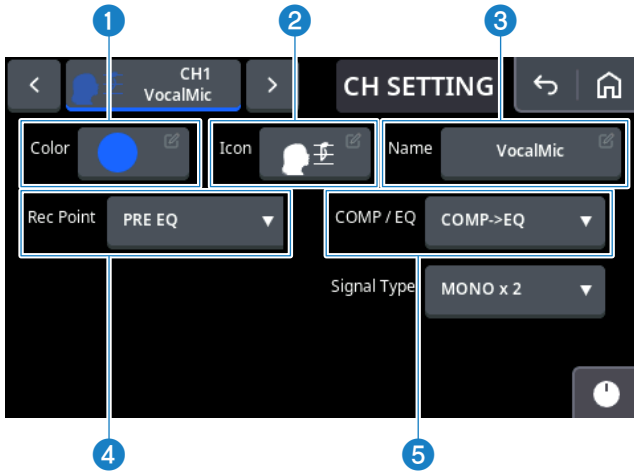 1 2 3
CH1
VocalMic
CH SETTING
Color Icon Name VocalMic
Rec Point PRE EQ COMP / EQ COMP->EQ
Signal Type MONO x 2
4 5